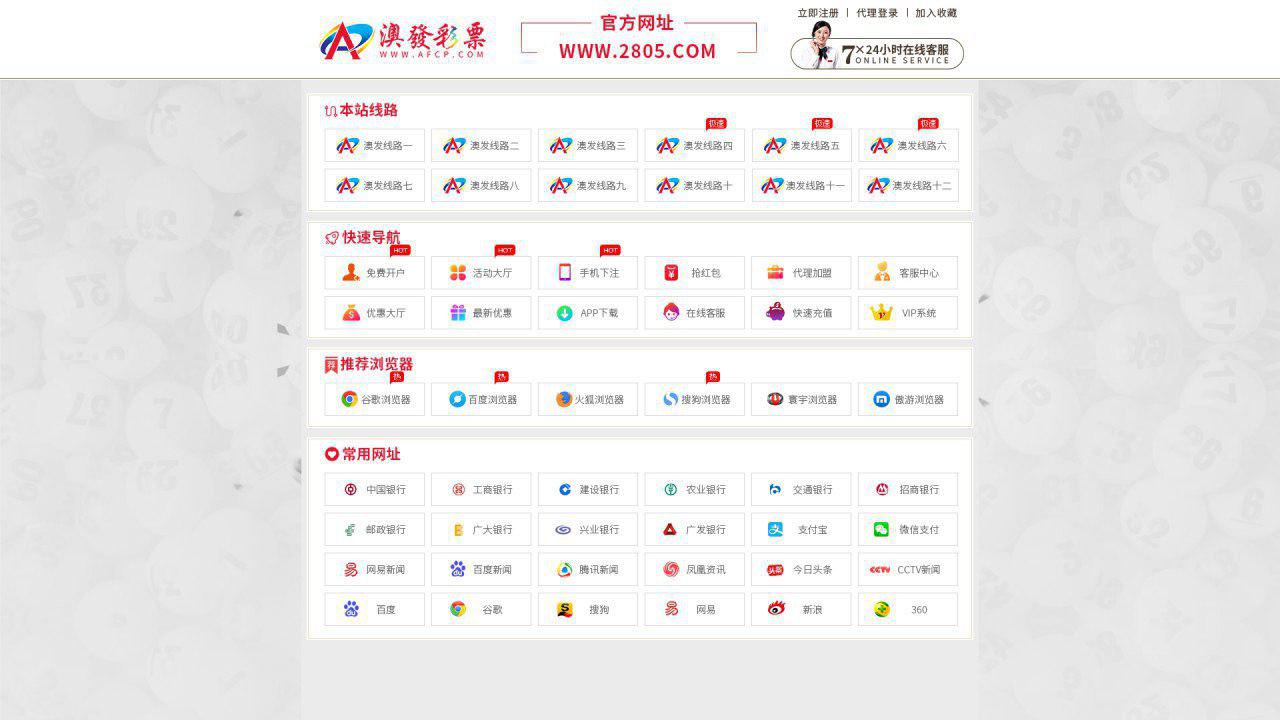 立即注册 | 代理登录 | 加入收藏
澳發彩票
WWW.AFCP.COM
官方网址
WWW.2805.COM
7×24小时在线客服
ONLINE SERVICE
本站线路
极速 极速 极速
澳发线路一 澳发线路二 澳发线路三 澳发线路四 澳发线路五 澳发线路六
澳发线路七 澳发线路八 澳发线路九 澳发线路十 澳发线路十一 澳发线路十二
快速导航
HOT HOT HOT
免费开户 活动大厅 手机下注 抢红包 代理加盟 客服中心
优惠大厅 最新优惠 APP下载 在线客服 快速充值 VIP系统
荐 推荐浏览器
热 热 热
谷歌浏览器 百度浏览器 火狐浏览器 搜狗浏览器 寰宇浏览器 傲游浏览器
常用网址
中国银行 工商银行 建设银行 农业银行 交通银行 招商银行
邮政银行 广大银行 兴业银行 广发银行 支 支付宝 微信支付
网易新闻 百度新闻 腾讯新闻 凤凰资讯 头条 今日头条 CCTV CCTV新闻
百度 谷歌 搜狗 网易 新浪 360